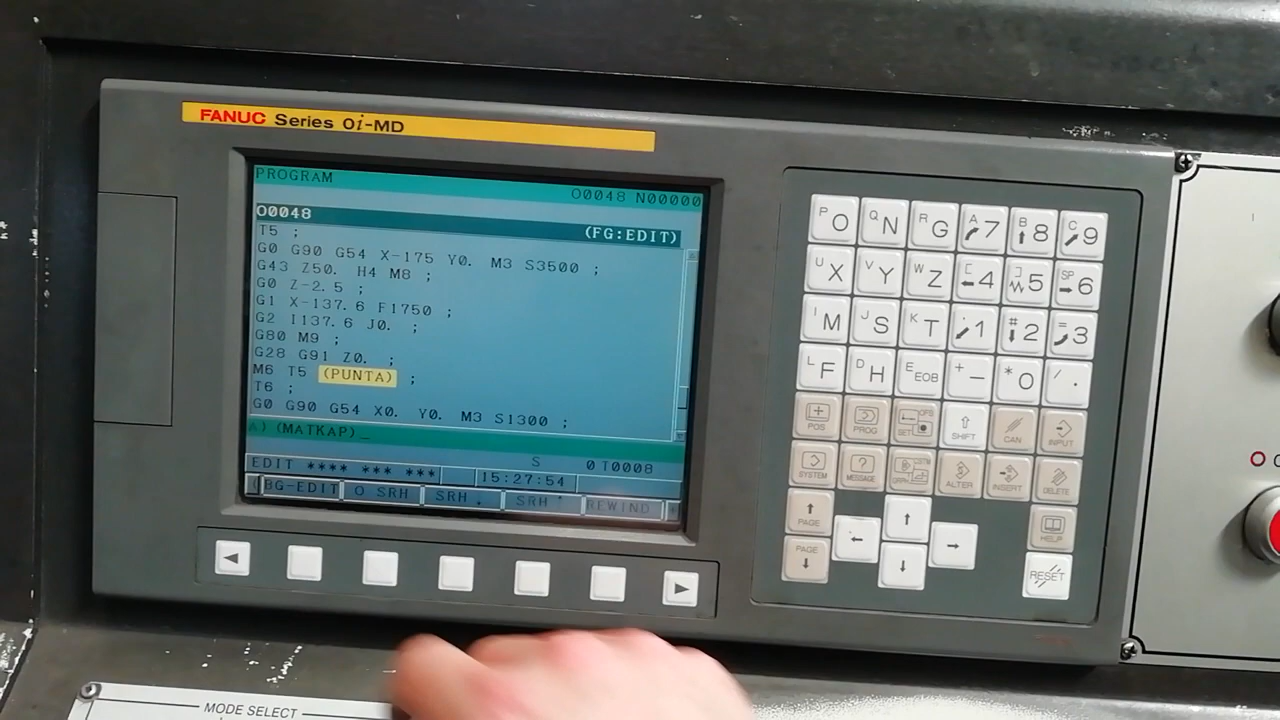 FANUC Series 0i-MD
PROGRAM
O0048 N00000
O0048
(FG:EDIT)
T5 ;
G0 G90 G54 X-175 Y0. M3 S3500 ;
G43 Z50. H4 M8 ;
G0 Z-2.5 ;
G1 X-137.6 F1750 ;
G2 I137.6 J0. ;
G80 M9 ;
G28 G91 Z0. ;
M6 T5 (PUNTA) ;
T6 ;
G0 G90 G54 X0. Y0. M3 S1300 ;
A) (MATKAP)_
S 0 T0008
EDIT **** *** ***
15:27:54
BG-EDIT O SRH SRH↓ SRH↑ REWIND
P O Q N R G A 7 B 8 C 9
U X V Y W Z [ 4 ] 5 SP 6
I M J S K T 1 # 2 = 3
L F D H E EOB + - * 0 / .
POS PROG OFS SET SHIFT CAN INPUT
SYSTEM MESSAGE CSTM GRPH ALTER INSERT DELETE
PAGE HELP
PAGE RESET
MODE SELECT